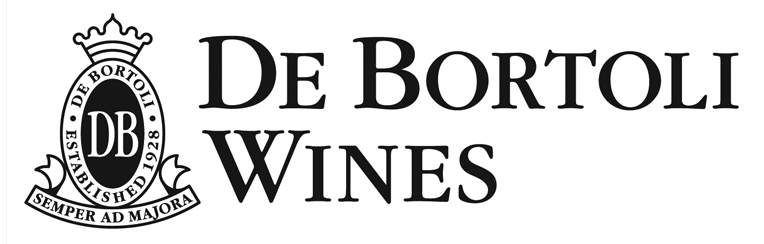 DE BORTOLI
ESTABLISHED 1928
DB
SEMPER AD MAJORA
DE BORTOLI
WINES